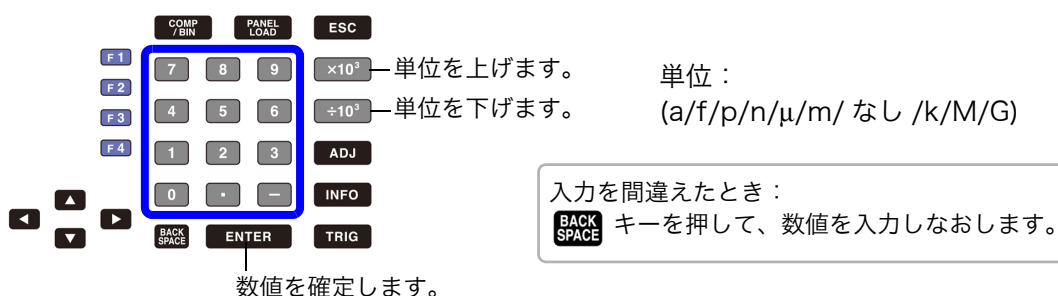 COMP
/BIN
PANEL
LOAD
ESC
F 1
7 8 9 ×10³ 単位を上げます。
F 2
4 5 6 ÷10³ 単位を下げます。
F 3
F 4
1 2 3 ADJ
0 · − INFO
BACK
SPACE
ENTER
TRIG
数値を確定します。
単位：
(a/f/p/n/μ/m/ なし /k/M/G)
入力を間違えたとき：
BACK
SPACE キーを押して、数値を入力しなおします。